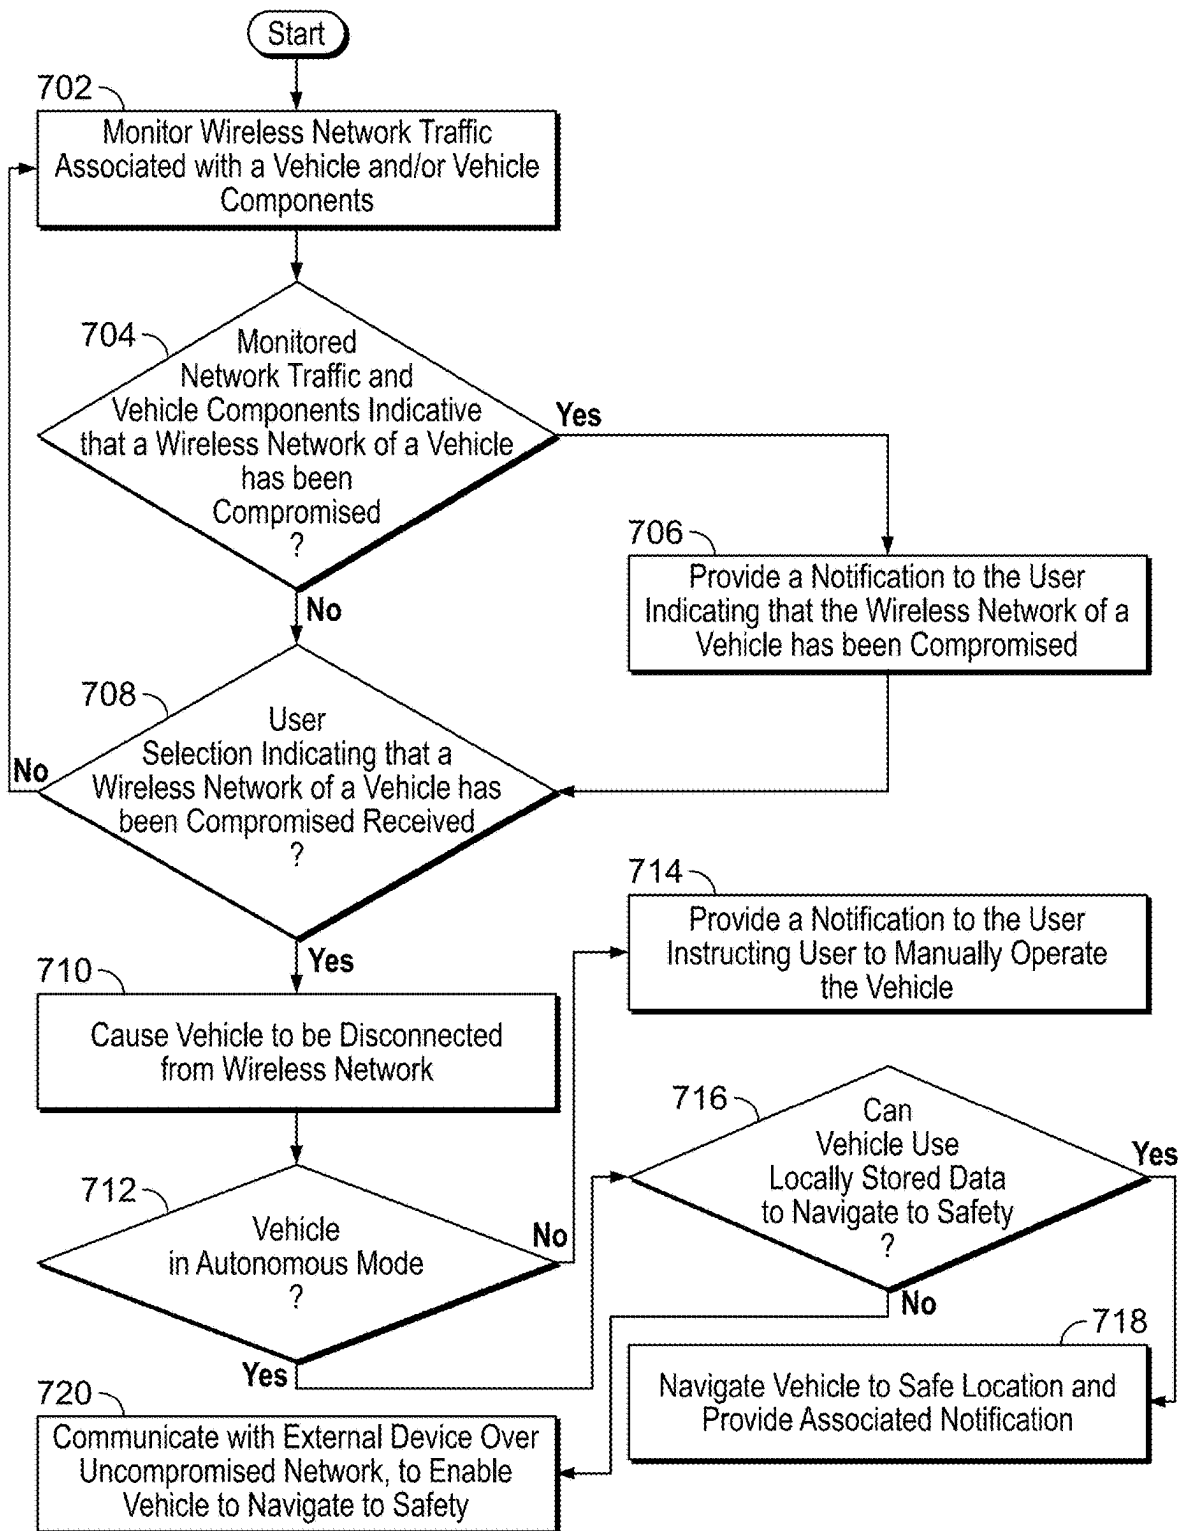 Start
702
Monitor Wireless Network Traffic
Associated with a Vehicle and/or Vehicle
Components
704
Monitored
Network Traffic and
Vehicle Components Indicative
that a Wireless Network of a Vehicle
has been
Compromised
?
Yes
No
706
Provide a Notification to the User
Indicating that the Wireless Network of a
Vehicle has been Compromised
708
User
Selection Indicating that a
Wireless Network of a Vehicle has
been Compromised Received
?
No
Yes
710
Cause Vehicle to be Disconnected
from Wireless Network
712
Vehicle
in Autonomous Mode
?
No
Yes
714
Provide a Notification to the User
Instructing User to Manually Operate
the Vehicle
716
Can
Vehicle Use
Locally Stored Data
to Navigate to Safety
?
Yes
No
718
Navigate Vehicle to Safe Location and
Provide Associated Notification
720
Communicate with External Device Over
Uncompromised Network, to Enable
Vehicle to Navigate to Safety